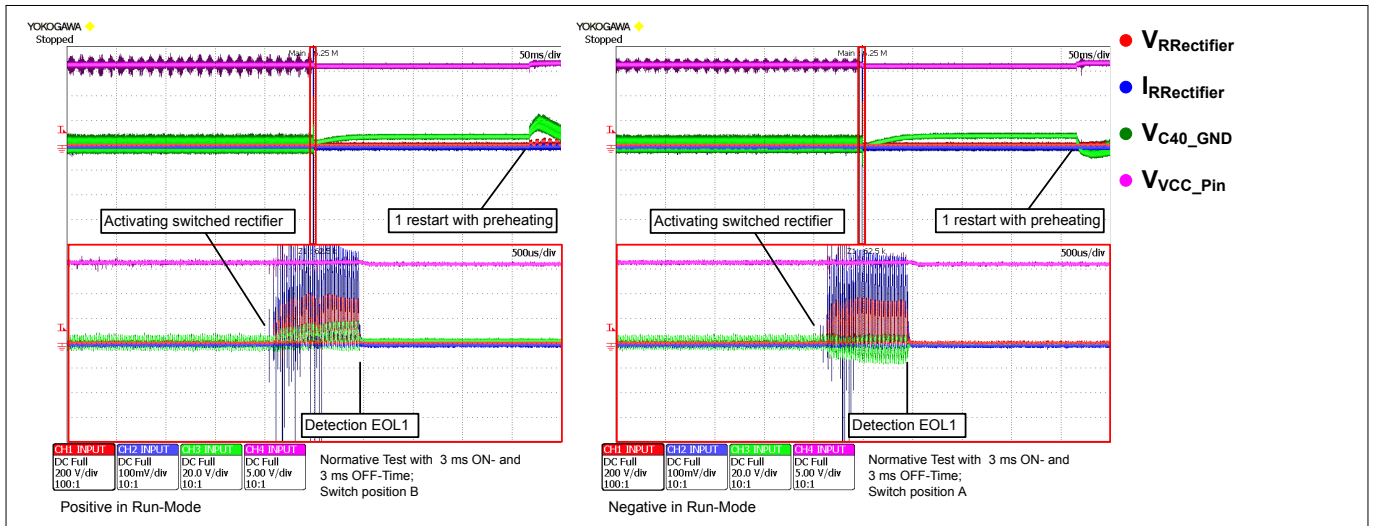 YOKOGAWA
Stopped
Main : 6.25 M
50ms/div
Activating switched rectifier
1 restart with preheating
500us/div
Detection EOL1
CH1 INPUT
DC Full
200 V/div
100:1
CH2 INPUT
DC Full
100mV/div
10:1
CH3 INPUT
DC Full
20.0 V/div
10:1
CH4 INPUT
DC Full
5.00 V/div
10:1
Normative Test with 3 ms ON- and
3 ms OFF-Time;
Switch position B
Positive in Run-Mode
YOKOGAWA
Stopped
50ms/div
Activating switched rectifier
1 restart with preheating
500us/div
Detection EOL1
CH1 INPUT
DC Full
200 V/div
100:1
CH2 INPUT
DC Full
100mV/div
10:1
CH3 INPUT
DC Full
20.0 V/div
10:1
CH4 INPUT
DC Full
5.00 V/div
10:1
Normative Test with 3 ms ON- and
3 ms OFF-Time;
Switch position A
Negative in Run-Mode
VRRectifier
IRRectifier
VC40_GND
VVCC_Pin